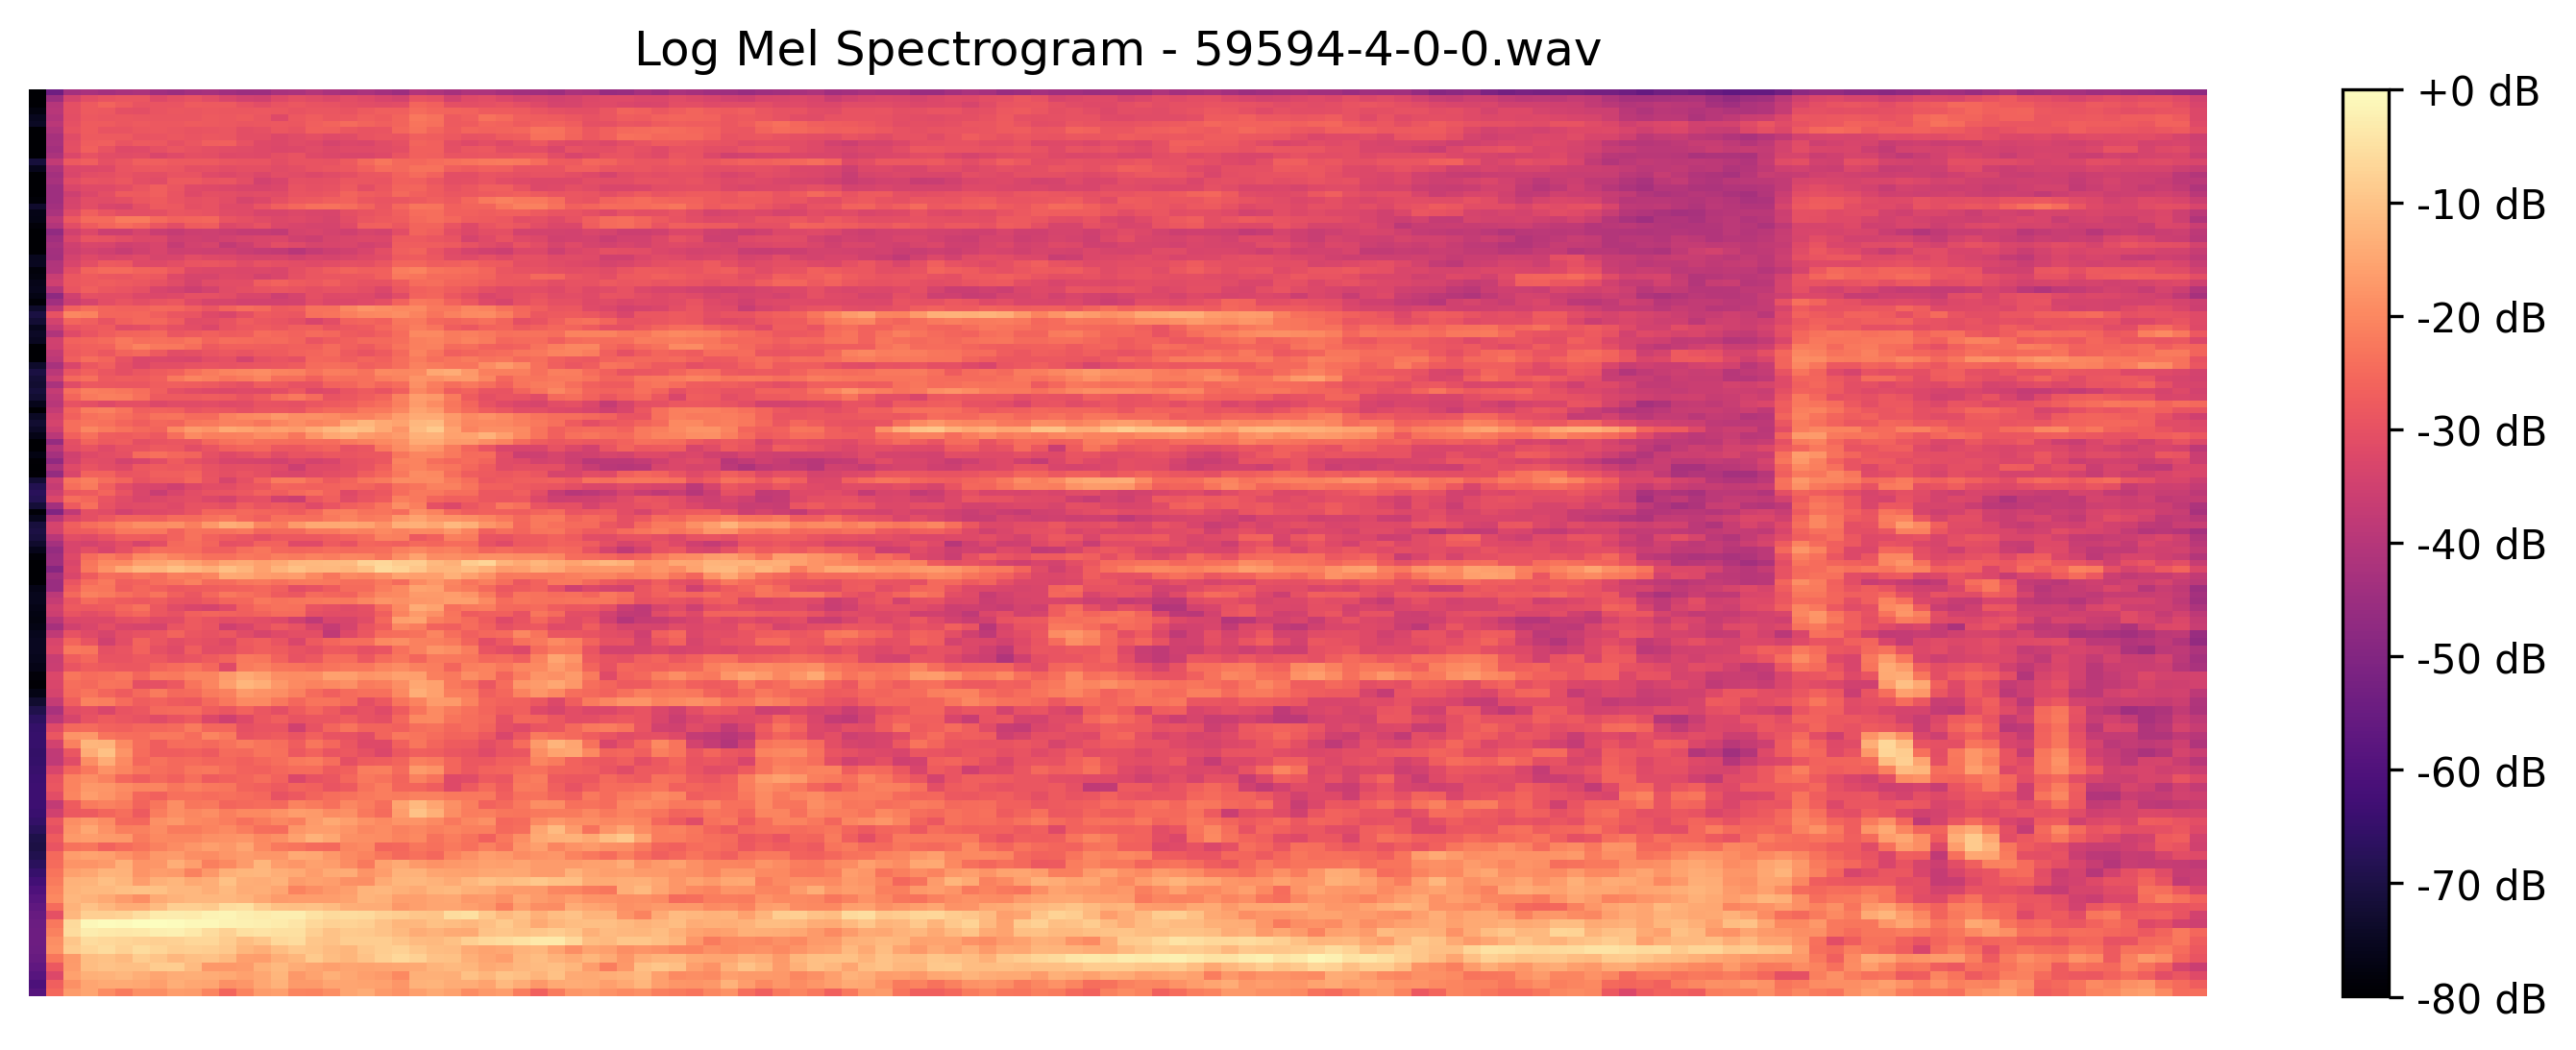 Log Mel Spectrogram - 59594-4-0-0.wav
+0 dB
-10 dB
-20 dB
-30 dB
-40 dB
-50 dB
-60 dB
-70 dB
-80 dB